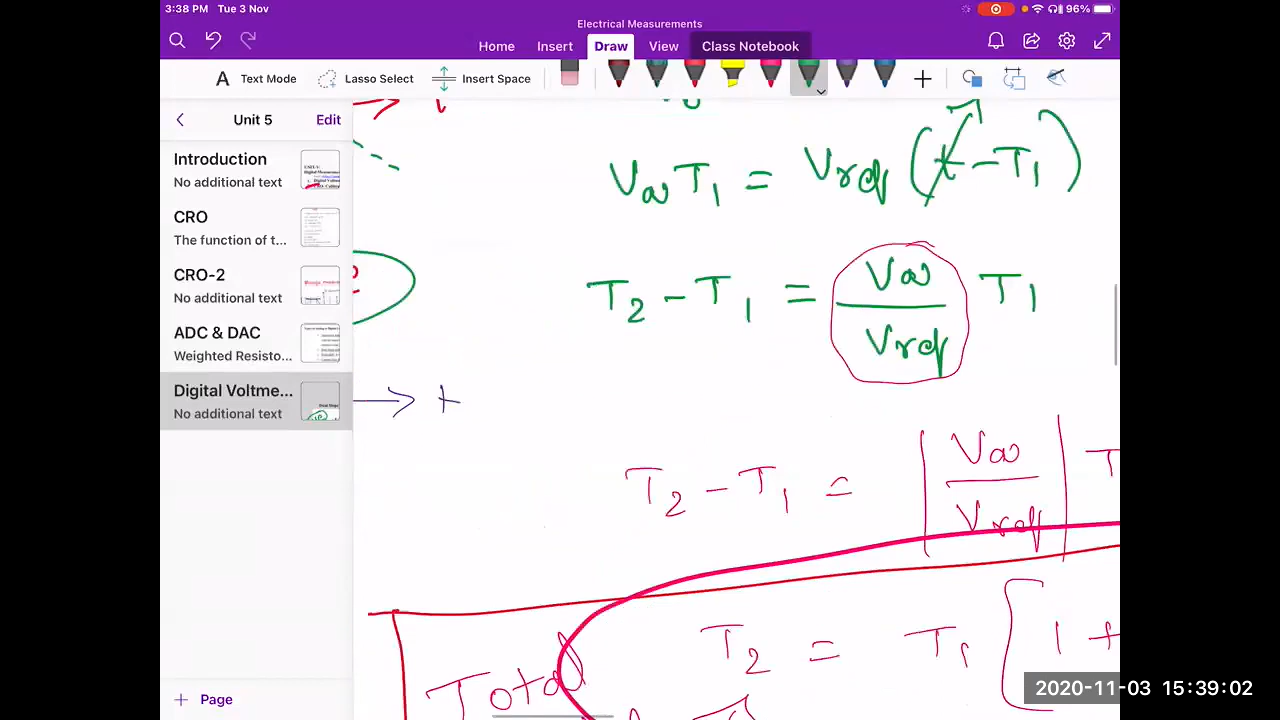 3:38 PM Tue 3 Nov
96%
Electrical Measurements
Home Insert Draw View Class Notebook
A Text Mode Lasso Select Insert Space
Unit 5 Edit
Introduction
No additional text
CRO
The function of t...
CRO-2
No additional text
ADC & DAC
Weighted Resisto...
Digital Voltme...
No additional text
+ Page
Va T1 = Vref (t - T1)
T2 - T1 = Va / Vref T1
t
T2 - T1 = | Va / Vref | T
T2 = T1 [ 1 +
Total
2020-11-03 15:39:02